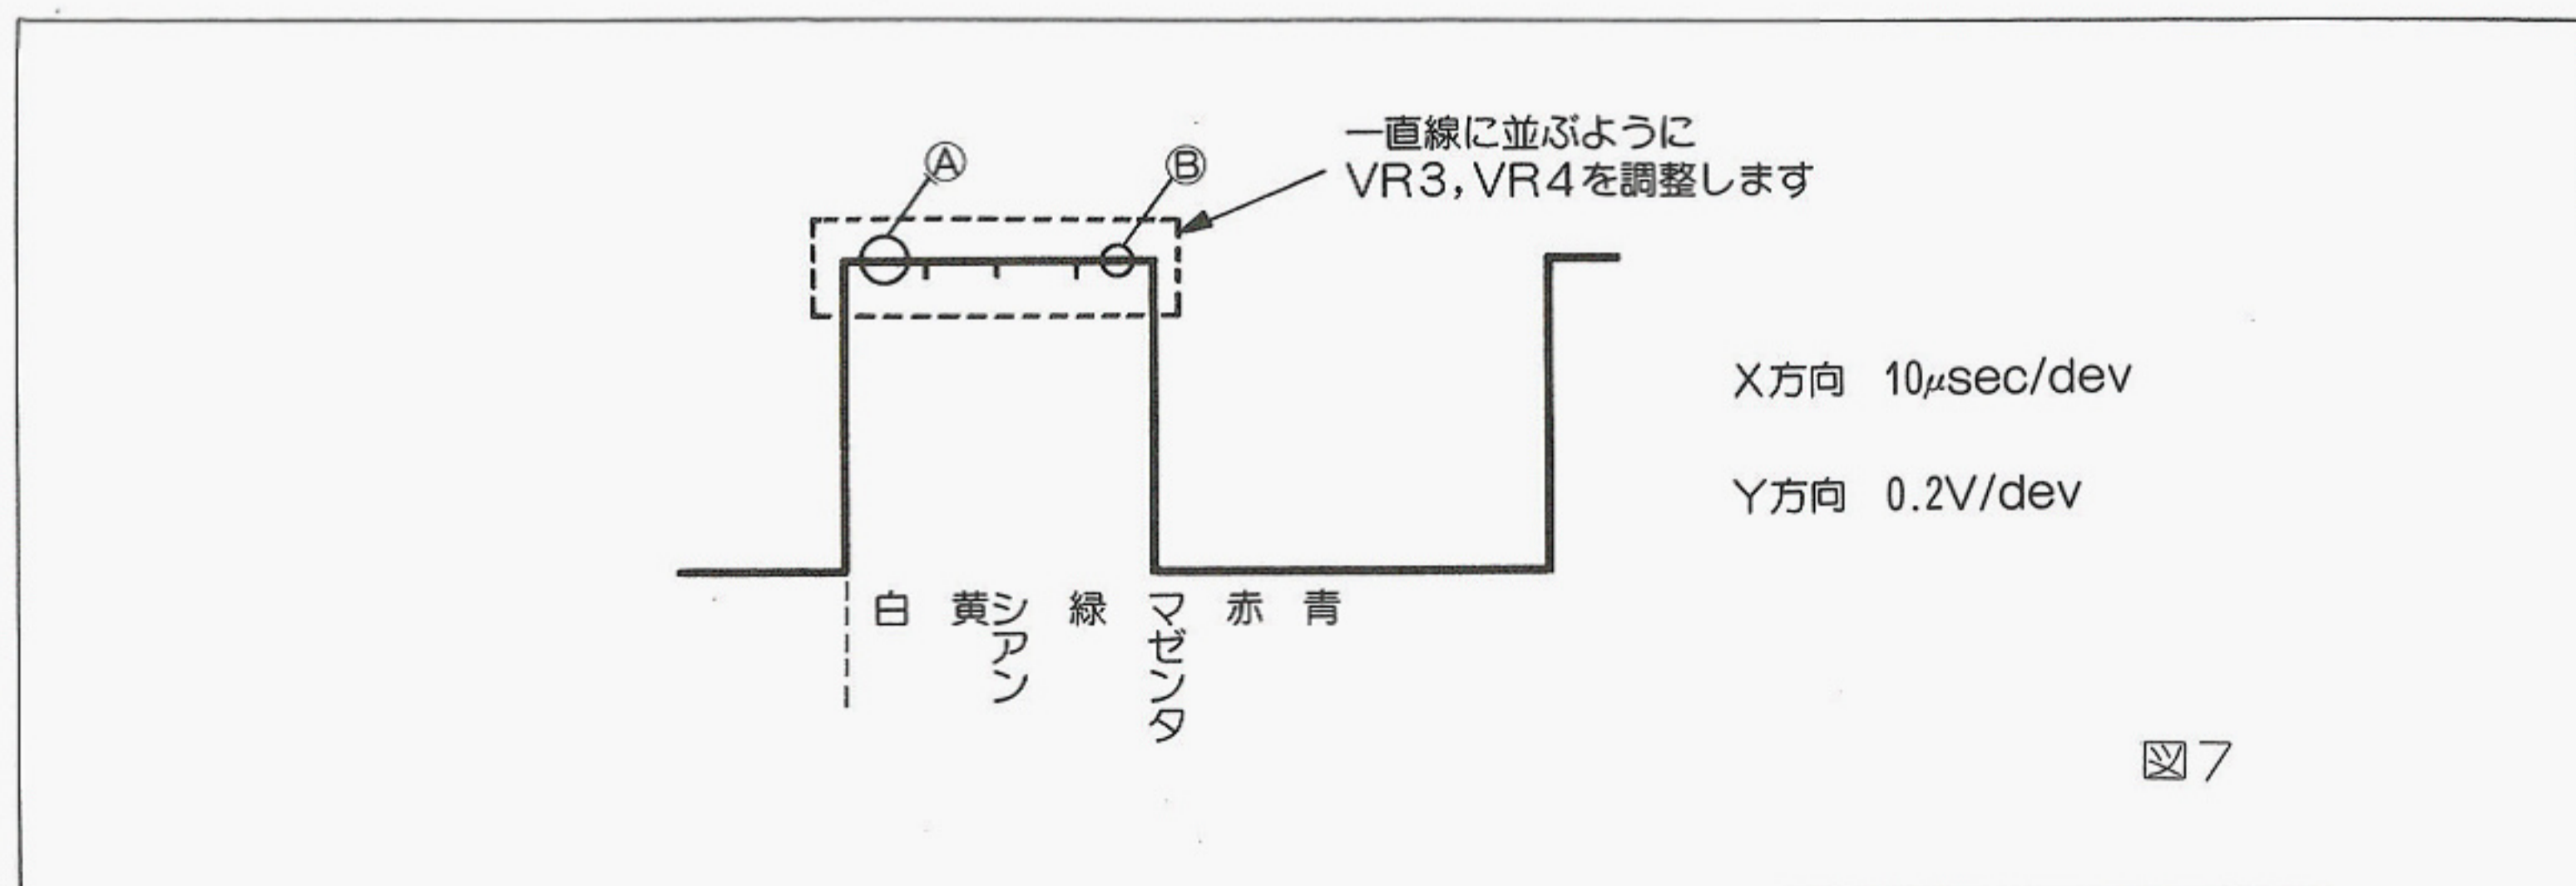 Ⓐ
Ⓑ
一直線に並ぶように
VR3,VR4を調整します
X方向 10μsec/dev
Y方向 0.2V/dev
白 黄 シアン 緑 マゼンタ 赤 青
図7